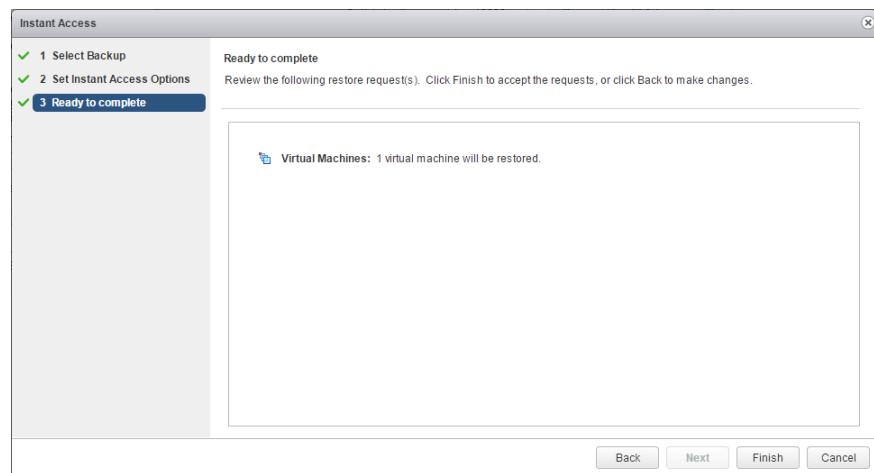 Instant Access
1 Select Backup
2 Set Instant Access Options
3 Ready to complete
Ready to complete
Review the following restore request(s). Click Finish to accept the requests, or click Back to make changes.
Virtual Machines: 1 virtual machine will be restored.
Back Next Finish Cancel